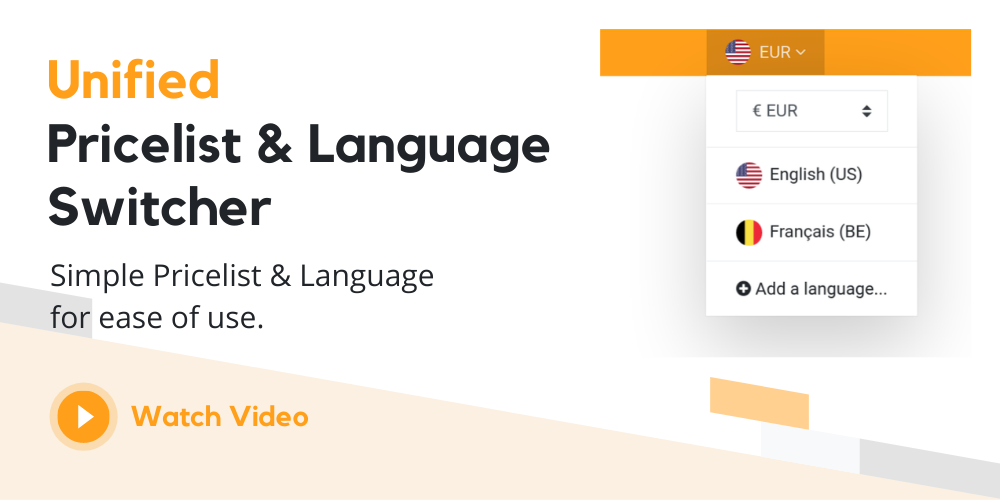 Unified
Pricelist & Language
Switcher
Simple Pricelist & Language
for ease of use.
Watch Video
EUR
€ EUR
English (US)
Français (BE)
Add a language...